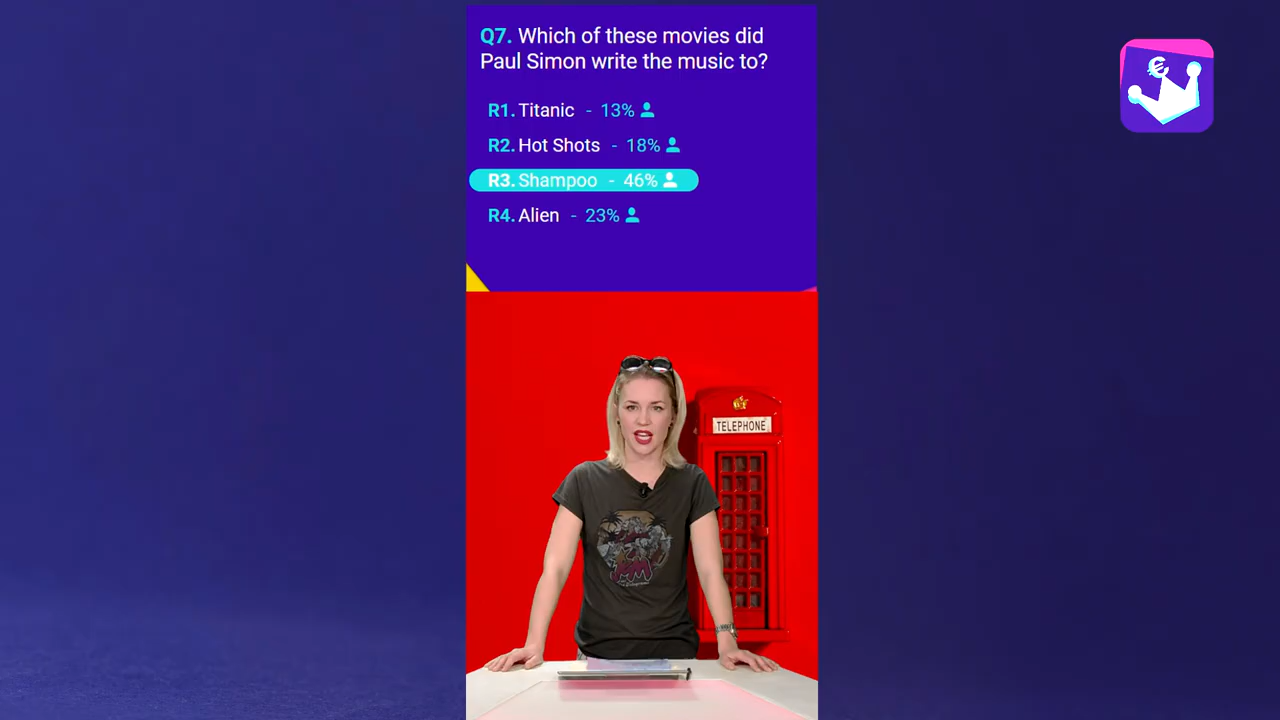 Q7. Which of these movies did
Paul Simon write the music to?
R1. Titanic - 13%
R2. Hot Shots - 18%
R3. Shampoo - 46%
R4. Alien - 23%
€
TELEPHONE